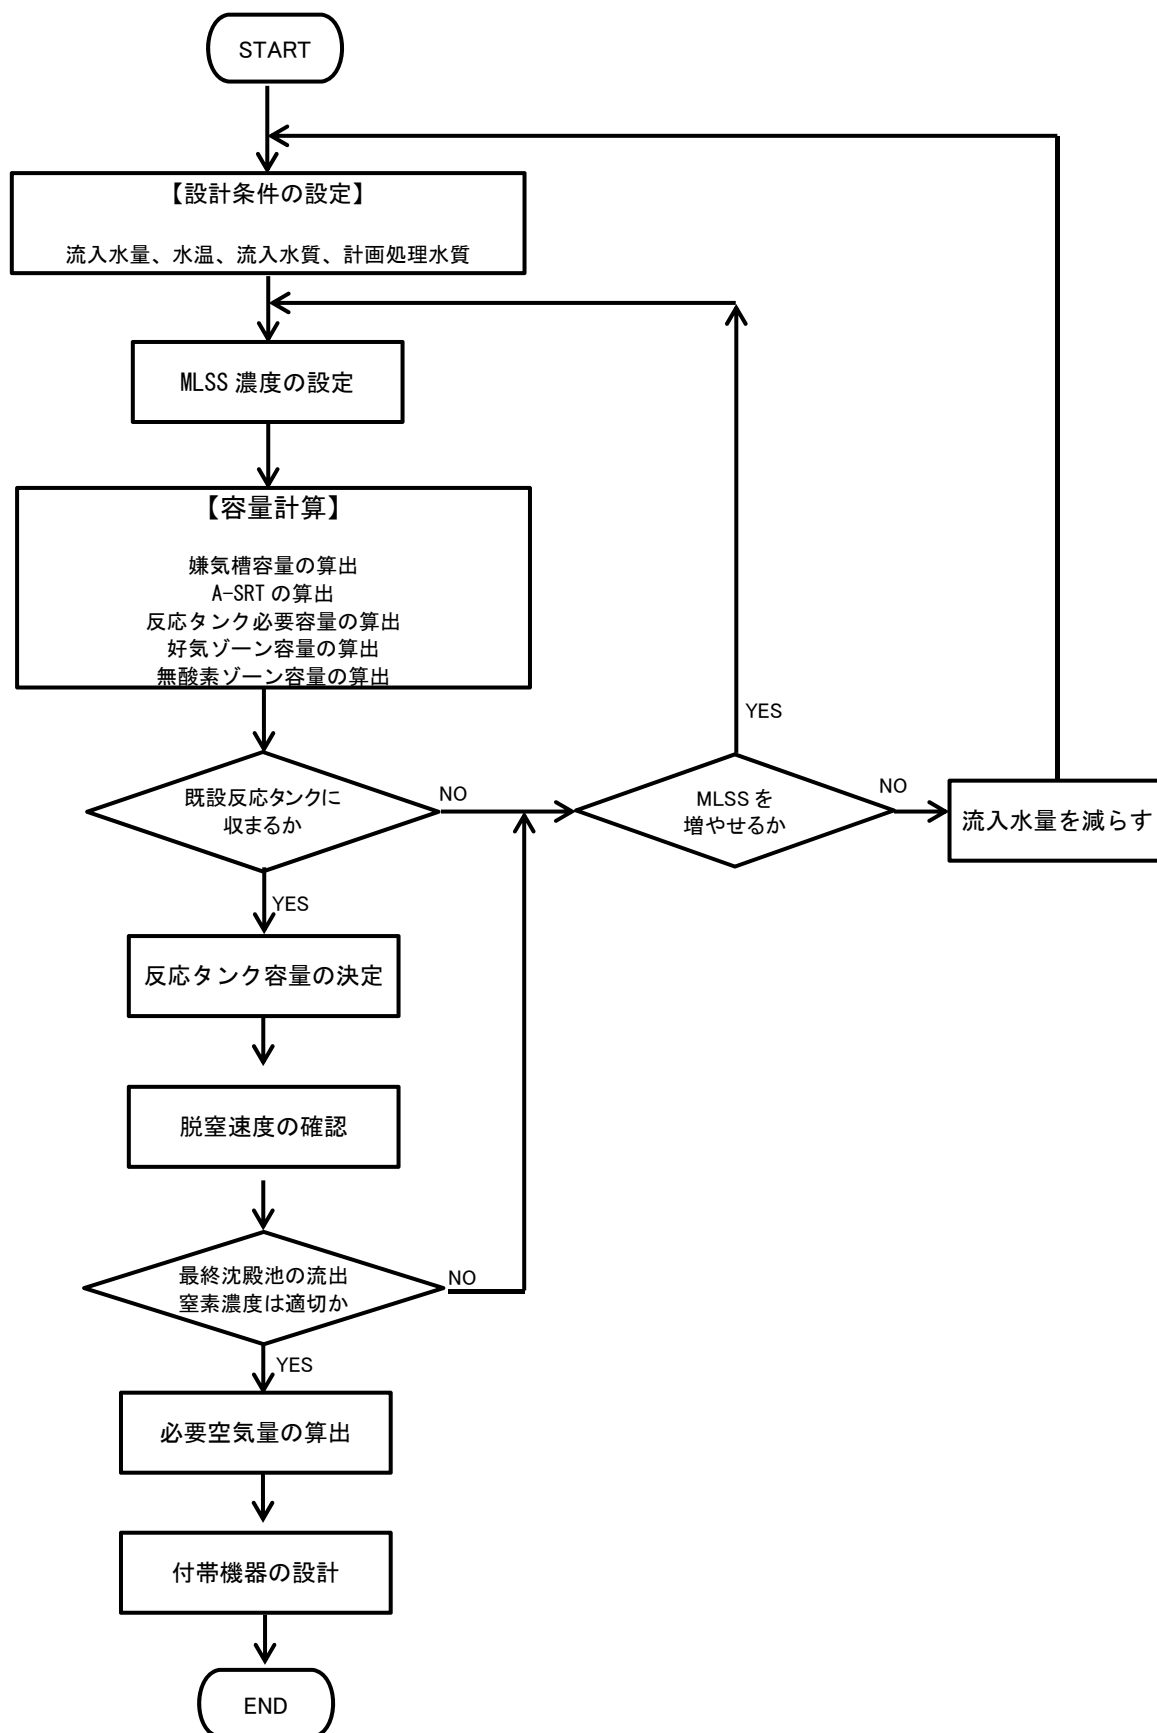 START
【設計条件の設定】
流入水量、水温、流入水質、計画処理水質
MLSS 濃度の設定
【容量計算】
嫌気槽容量の算出
A-SRT の算出
反応タンク必要容量の算出
好気ゾーン容量の算出
無酸素ゾーン容量の算出
既設反応タンクに
収まるか
NO
MLSS を
増やせるか
YES
NO
流入水量を減らす
YES
反応タンク容量の決定
脱窒速度の確認
最終沈殿池の流出
窒素濃度は適切か
NO
YES
必要空気量の算出
付帯機器の設計
END